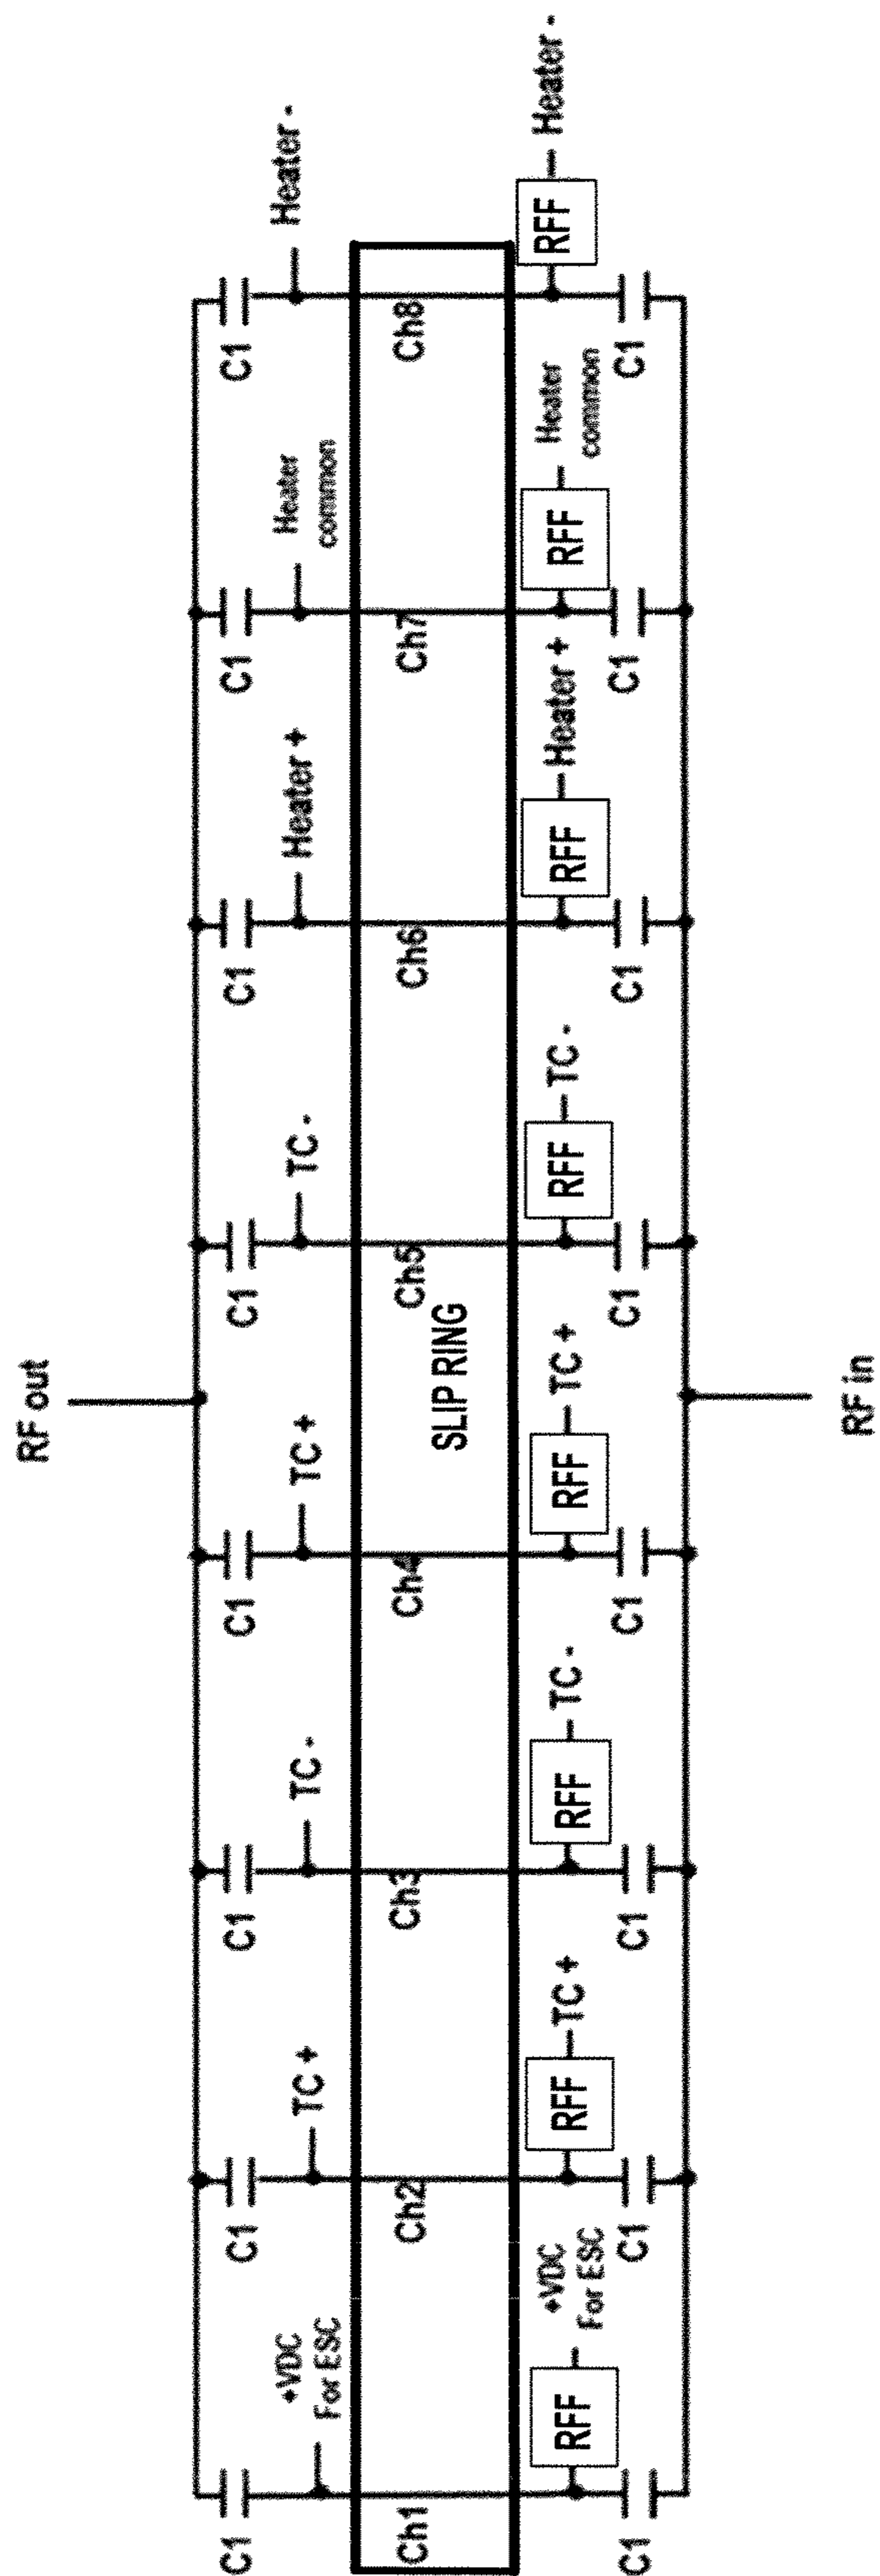 RF out
C1
C1
C1
C1
C1
C1
C1
C1
+VDC
For ESC
TC +
TC -
TC +
TC -
Heater +
Heater
common
Heater -
Ch1
Ch2
Ch3
Ch4
Ch5
Ch6
Ch7
Ch8
SLIP RING
RFF
+VDC
For ESC
RFF
TC +
RFF
TC -
RFF
TC +
RFF
TC -
RFF
Heater +
RFF
Heater
common
RFF
Heater -
C1
C1
C1
C1
C1
C1
C1
C1
RF in